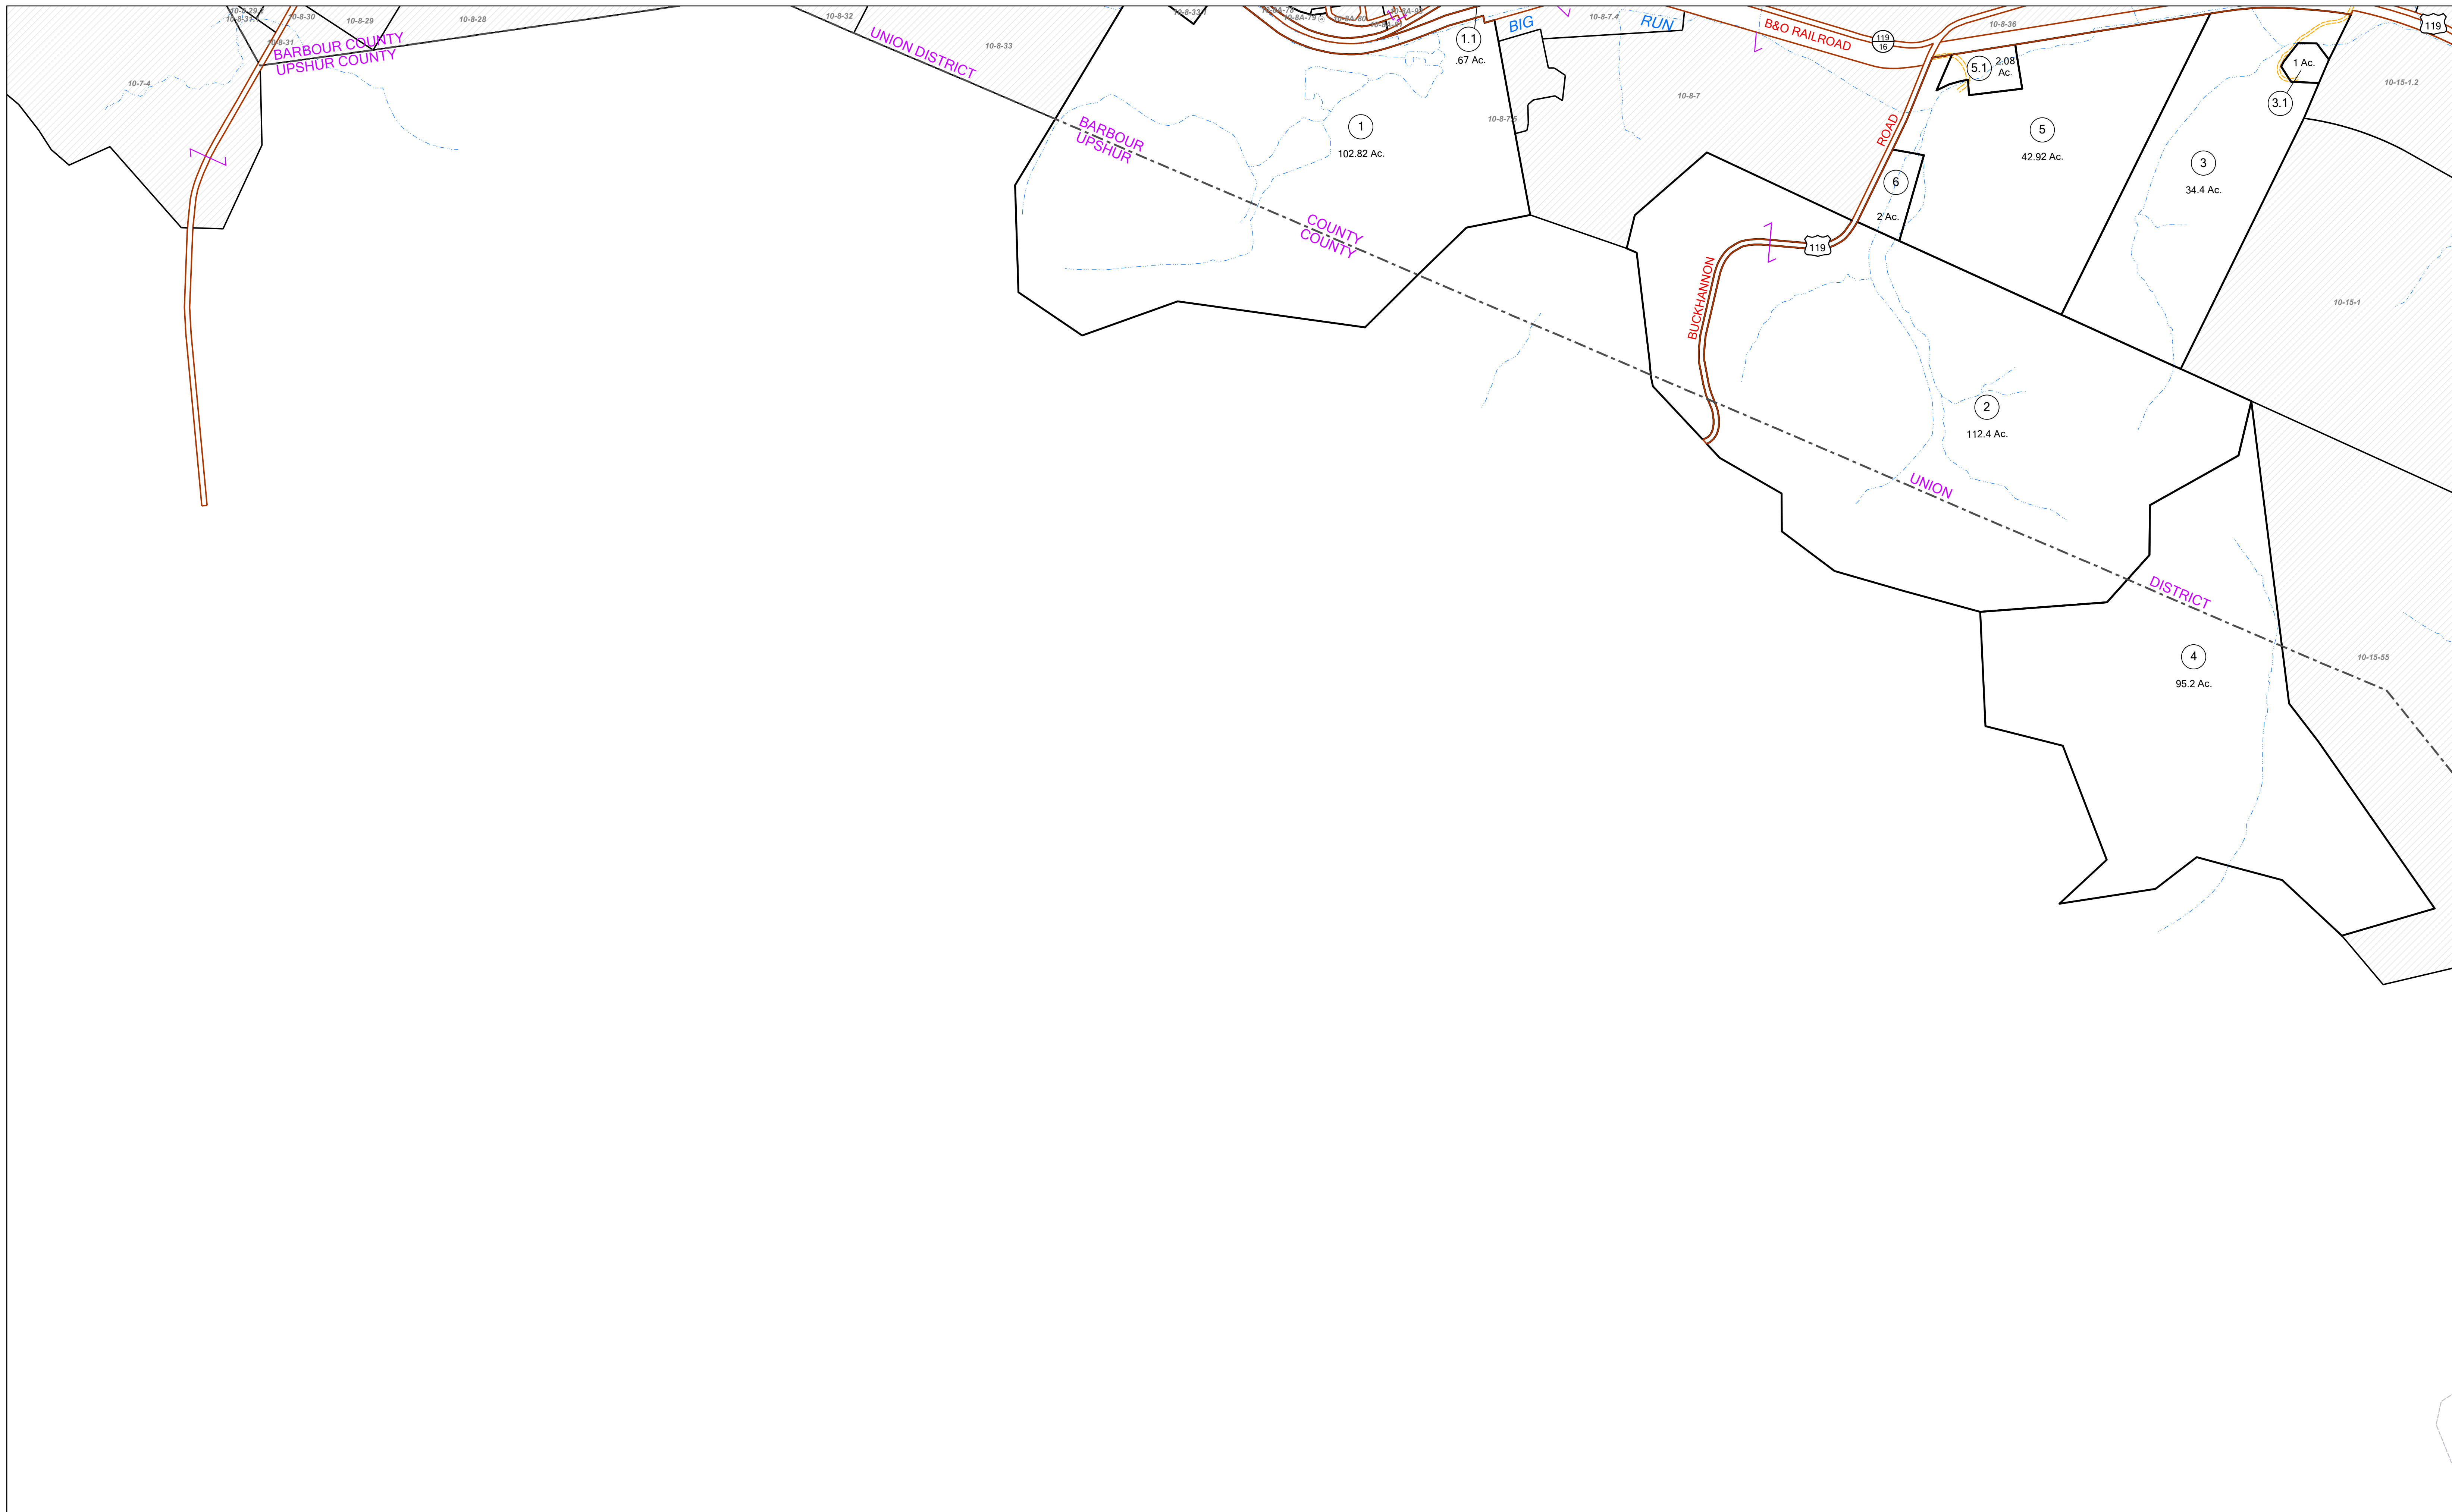 10-8-30
10-8-29
10-8-28
10-8-31
BARBOUR COUNTY
UPSHUR COUNTY
10-7-4
10-8-32
UNION DISTRICT
10-8-33
BARBOUR
UPSHUR
COUNTY
COUNTY
1
102.82 Ac.
1.1
.67 Ac.
BIG
RUN
10-8-7.4
10-8-7
B&O RAILROAD
119
16
10-8-36
119
5.1
2.08
Ac.
1 Ac.
3.1
10-15-1.2
5
42.92 Ac.
3
34.4 Ac.
ROAD
6
2 Ac.
119
BUCKHANNON
10-15-1
2
112.4 Ac.
UNION
DISTRICT
4
95.2 Ac.
10-15-55